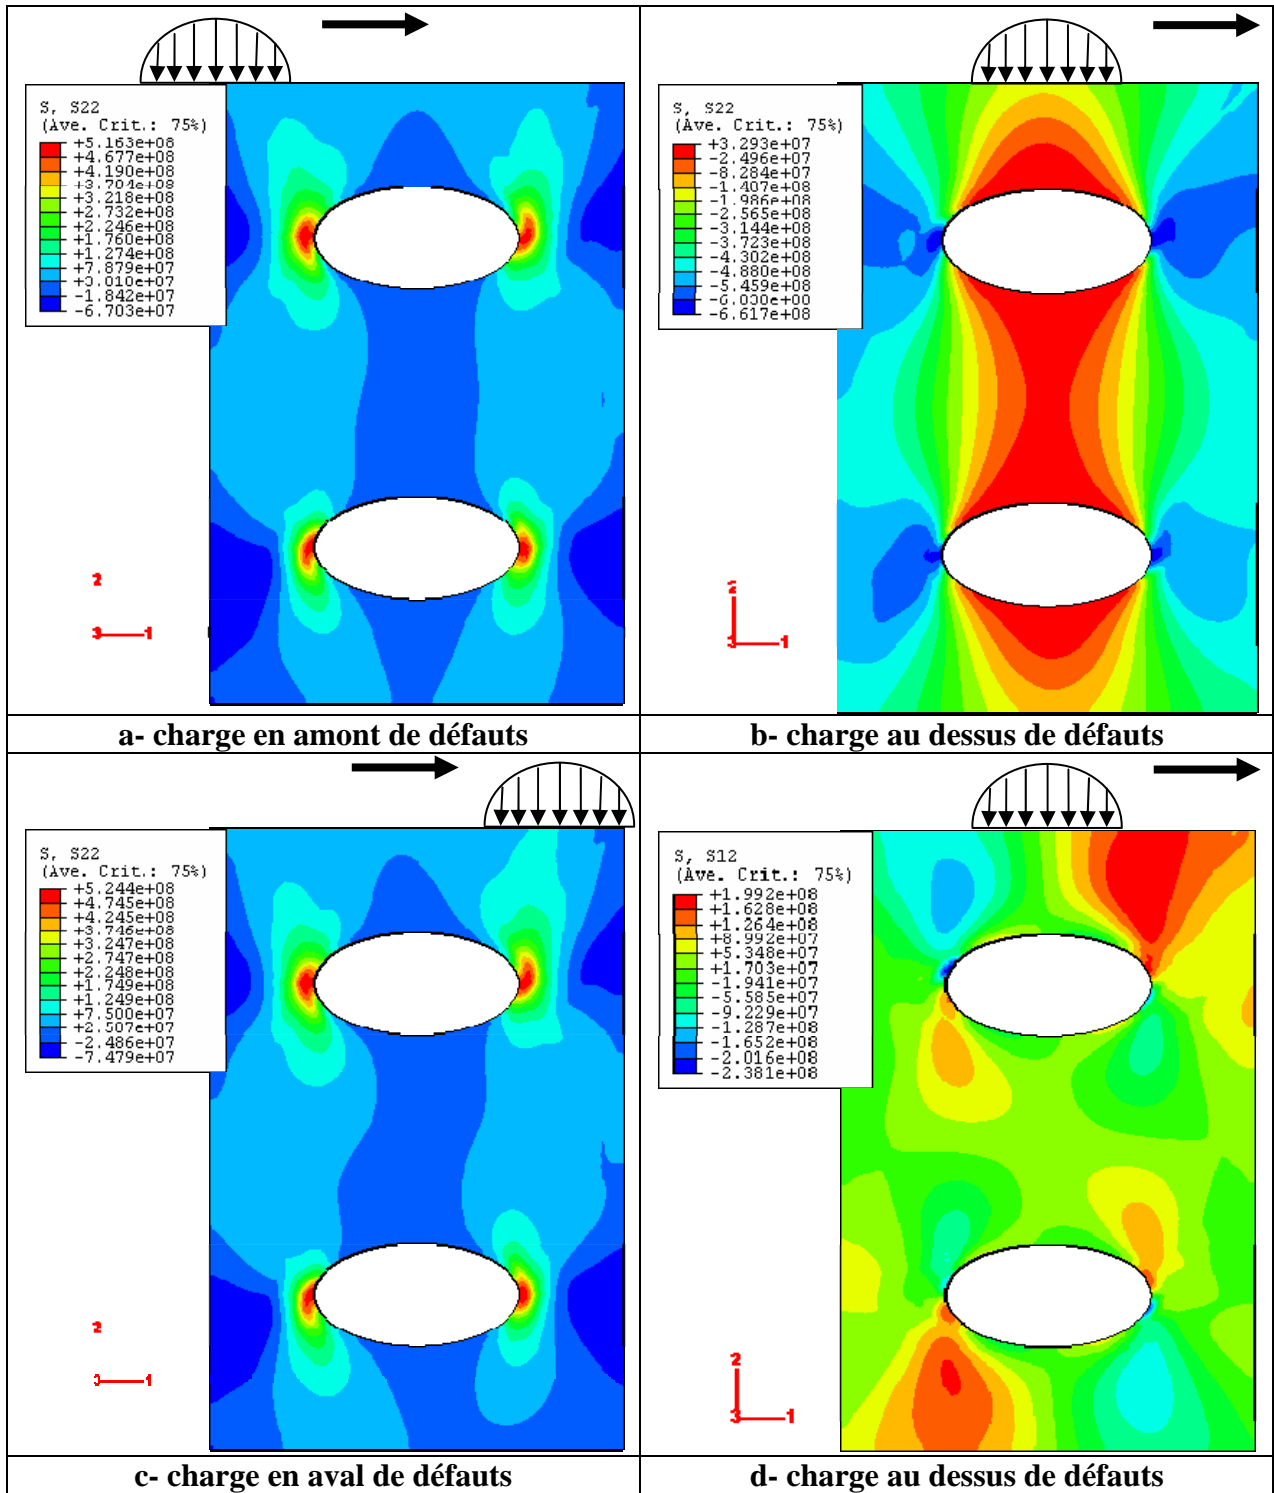 S, S22
(Ave. Crit.: 75%)
+5.163e+08
+4.677e+08
+4.190e+08
+3.704e+08
+3.218e+08
+2.732e+08
+2.246e+08
+1.760e+08
+1.274e+08
+7.879e+07
+3.010e+07
-1.842e+07
-6.703e+07
2
3 1
a- charge en amont de défauts
S, S22
(Ave. Crit.: 75%)
+3.293e+07
-2.496e+07
-8.284e+07
-1.407e+08
-1.986e+08
-2.565e+08
-3.144e+08
-3.723e+08
-4.302e+08
-4.880e+08
-5.459e+08
-6.617e+08
1
b- charge au dessus de défauts
S, S22
(Ave. Crit.: 75%)
+5.244e+08
+4.745e+08
+4.245e+08
+3.746e+08
+3.247e+08
+2.747e+08
+2.248e+08
+1.749e+08
+1.249e+08
+7.500e+07
+2.507e+07
-2.486e+07
-7.479e+07
2
3 1
c- charge en aval de défauts
S, S12
(Ave. Crit.: 75%)
+1.992e+08
+1.628e+08
+1.264e+08
+8.992e+07
+5.348e+07
+1.703e+07
-1.941e+07
-5.585e+07
-9.229e+07
-1.287e+08
-1.652e+08
-2.016e+08
-2.381e+08
2
3 1
d- charge au dessus de défauts